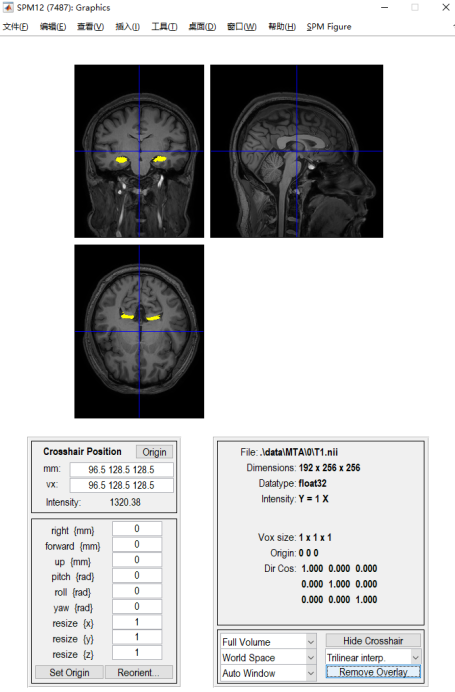 SPM12 (7487): Graphics
文件(F) 编辑(E) 查看(V) 插入(I) 工具(T) 桌面(D) 窗口(W) 帮助(H) SPM Figure
Crosshair Position Origin
mm: 96.5 128.5 128.5
vx: 96.5 128.5 128.5
Intensity: 1320.38
right {mm} 0
forward {mm} 0
up {mm} 0
pitch {rad} 0
roll {rad} 0
yaw {rad} 0
resize {x} 1
resize {y} 1
resize {z} 1
Set Origin Reorient...
File: .\data\MTA\0\T1.nii
Dimensions: 192 x 256 x 256
Datatype: float32
Intensity: Y = 1 X
Vox size: 1 x 1 x 1
Origin: 0 0 0
Dir Cos: 1.000 0.000 0.000
0.000 1.000 0.000
0.000 0.000 1.000
Full Volume Hide Crosshair
World Space Trilinear interp.
Auto Window Remove Overlay